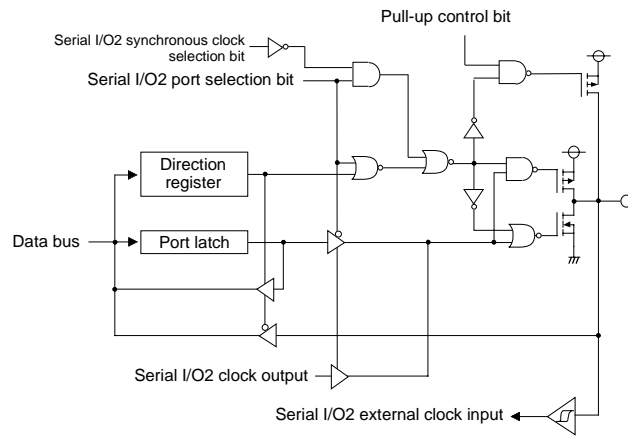 Pull-up control bit
Serial I/O2 synchronous clock
selection bit
Serial I/O2 port selection bit
Direction
register
Data bus
Port latch
Serial I/O2 clock output
Serial I/O2 external clock input